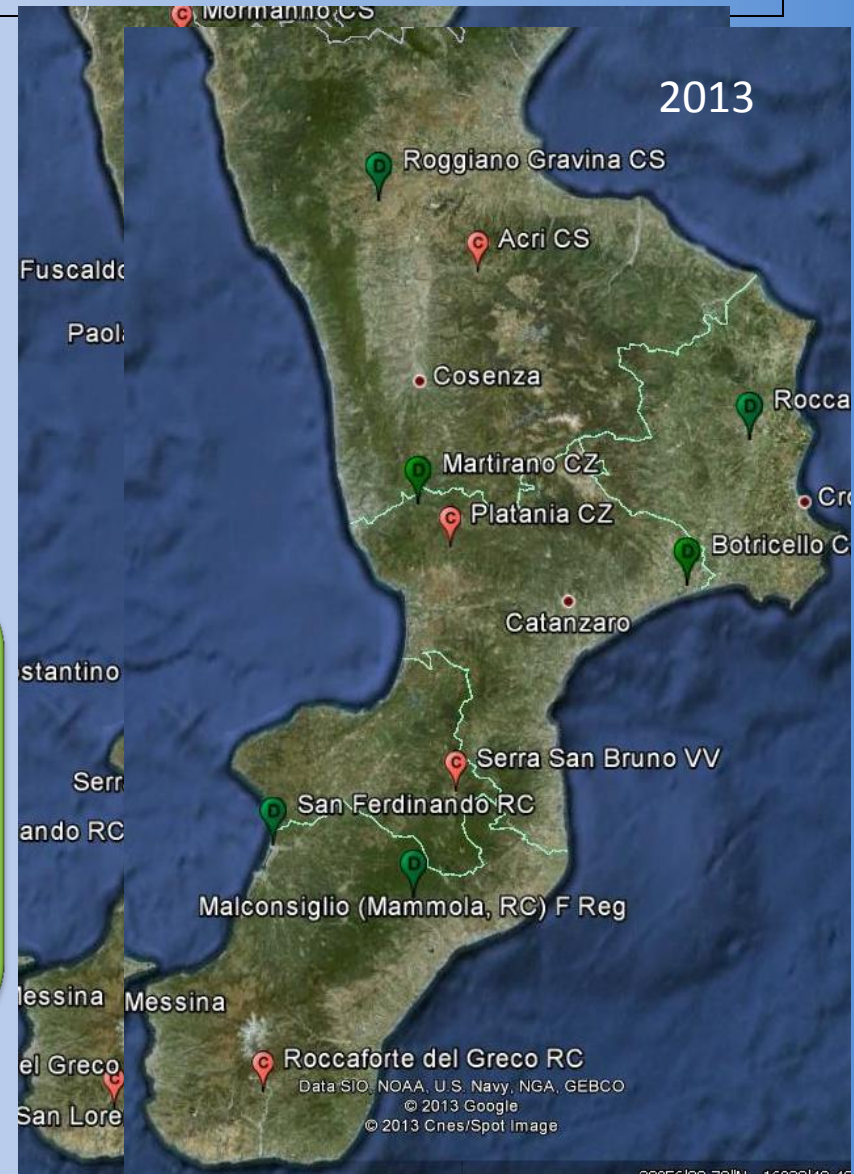 Mormanno CS
2013
Roggiano Gravina CS
Acri CS
Fuscaldo
Paol
Cosenza
Rocca
Martirano CZ
Cro
Platania CZ
Botricello C
Catanzaro
stantino
Serra San Bruno VV
Serr
San Ferdinando RC
ando RC
Malconsiglio (Mammola, RC) F Reg
Messina
Messina
Roccaforte del Greco RC
el Greco
Data SIO, NOAA, U.S. Navy, NGA, GEBCO
© 2013 Google
San Lore
© 2013 Cnes/Spot Image